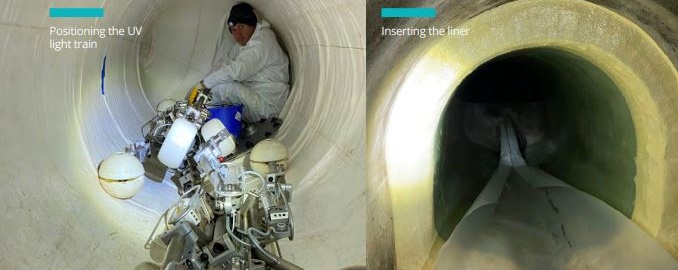 Positioning the UV
light train
Inserting the liner